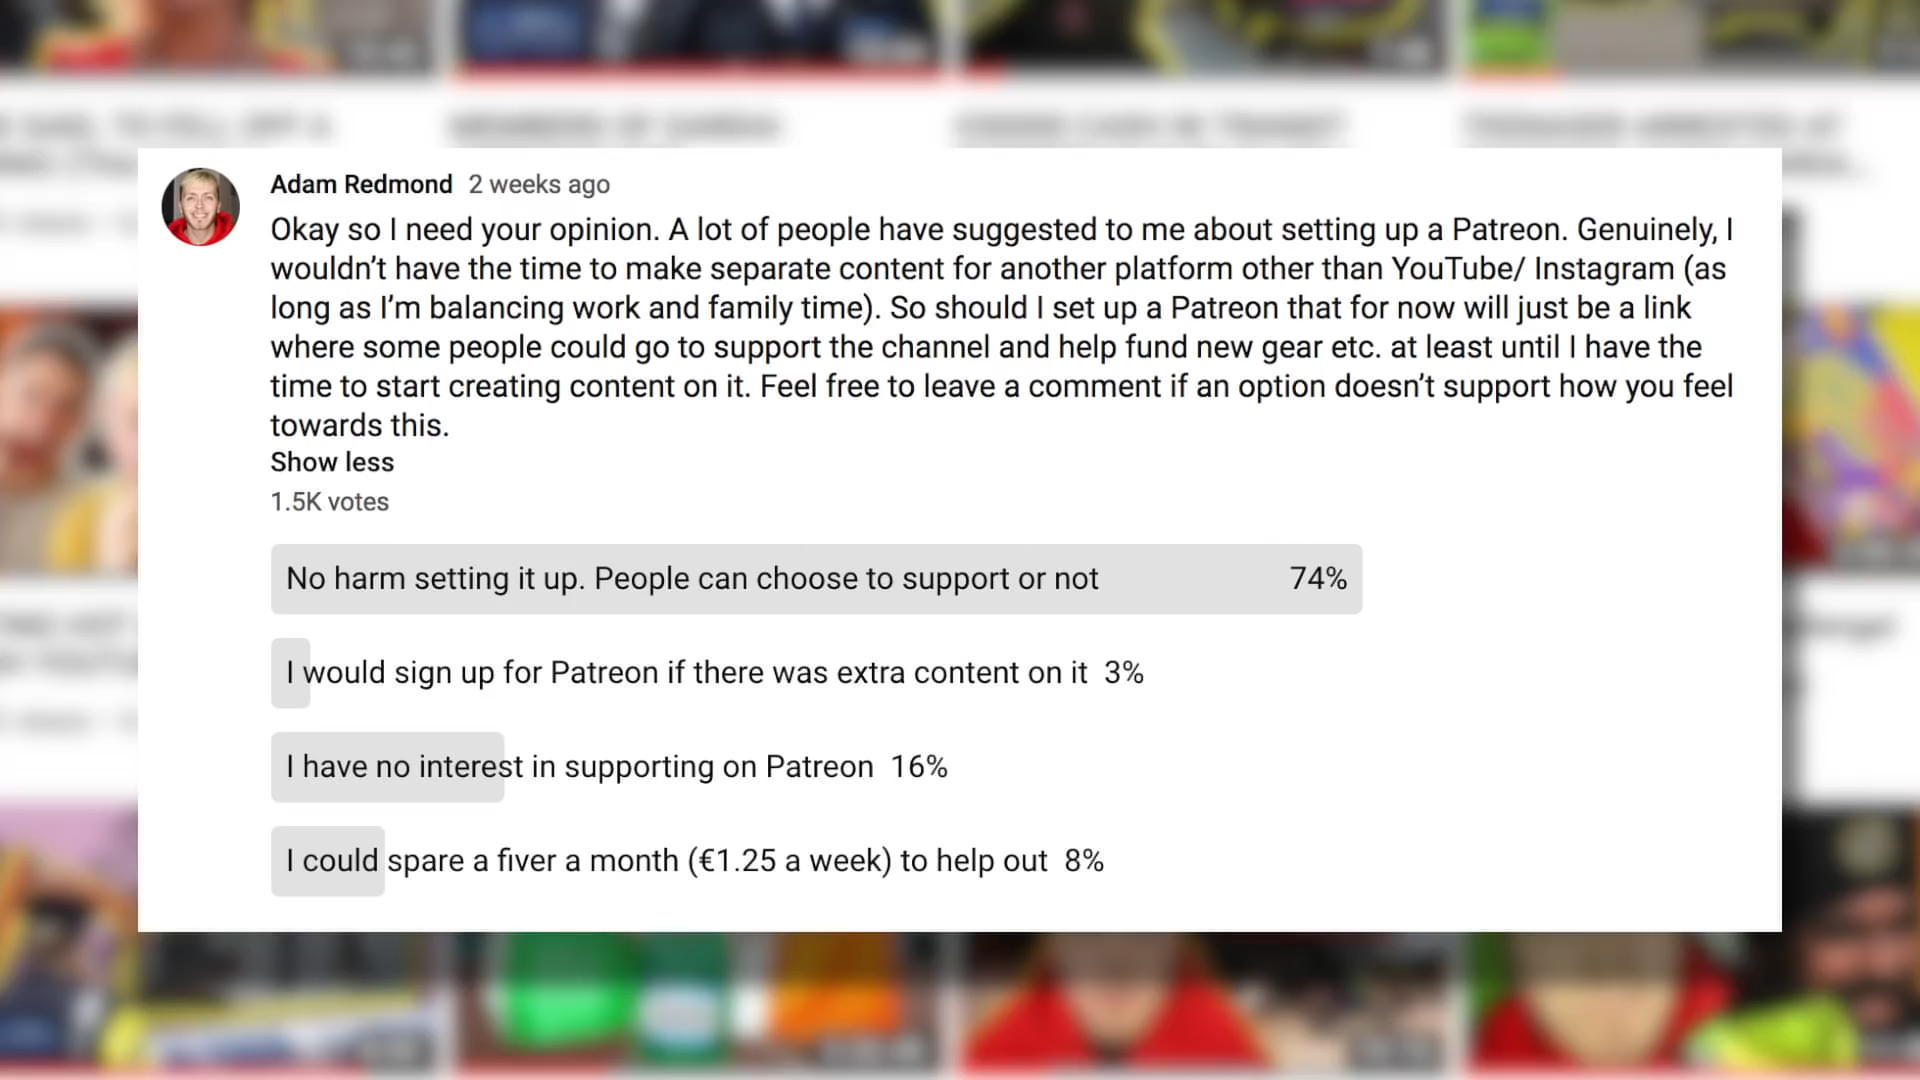 Adam Redmond 2 weeks ago
Okay so I need your opinion. A lot of people have suggested to me about setting up a Patreon. Genuinely, I
wouldn’t have the time to make separate content for another platform other than YouTube/ Instagram (as
long as I’m balancing work and family time). So should I set up a Patreon that for now will just be a link
where some people could go to support the channel and help fund new gear etc. at least until I have the
time to start creating content on it. Feel free to leave a comment if an option doesn’t support how you feel
towards this.
Show less
1.5K votes
No harm setting it up. People can choose to support or not 74%
I would sign up for Patreon if there was extra content on it 3%
I have no interest in supporting on Patreon 16%
I could spare a fiver a month (€1.25 a week) to help out 8%